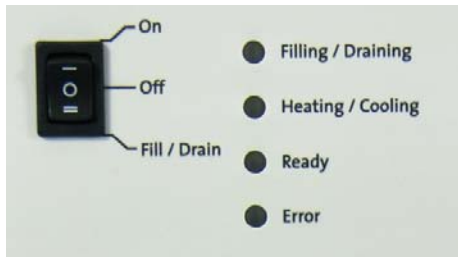 On
Off
Fill / Drain
Filling / Draining
Heating / Cooling
Ready
Error